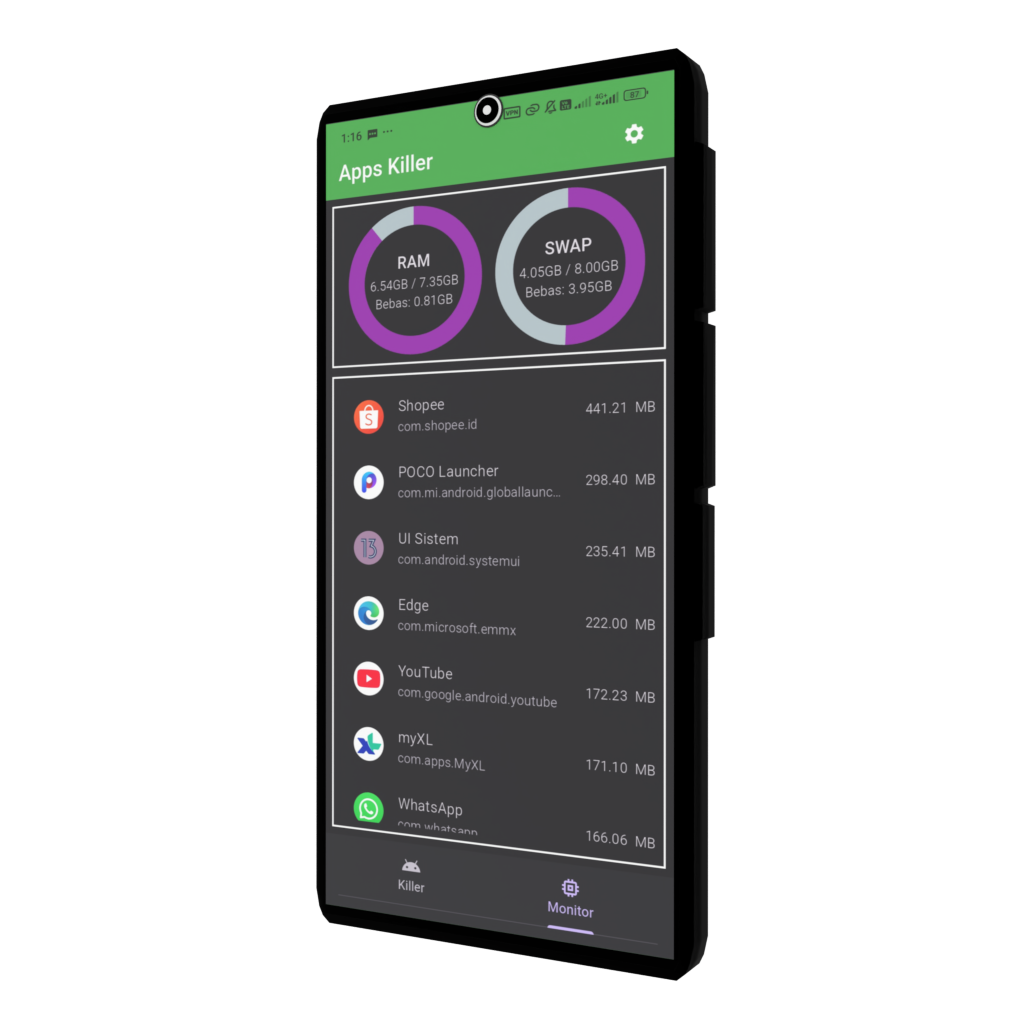 1:16
VPN
4G+
87
Apps Killer
RAM
6.54GB / 7.35GB
Bebas: 0.81GB
SWAP
4.05GB / 8.00GB
Bebas: 3.95GB
Shopee
com.shopee.id
441.21 MB
POCO Launcher
com.mi.android.globallaunc...
298.40 MB
UI Sistem
com.android.systemui
235.41 MB
13
Edge
com.microsoft.emmx
222.00 MB
YouTube
com.google.android.youtube
172.23 MB
myXL
com.apps.MyXL
171.10 MB
WhatsApp
com.whatsapp
166.06 MB
Killer
Monitor